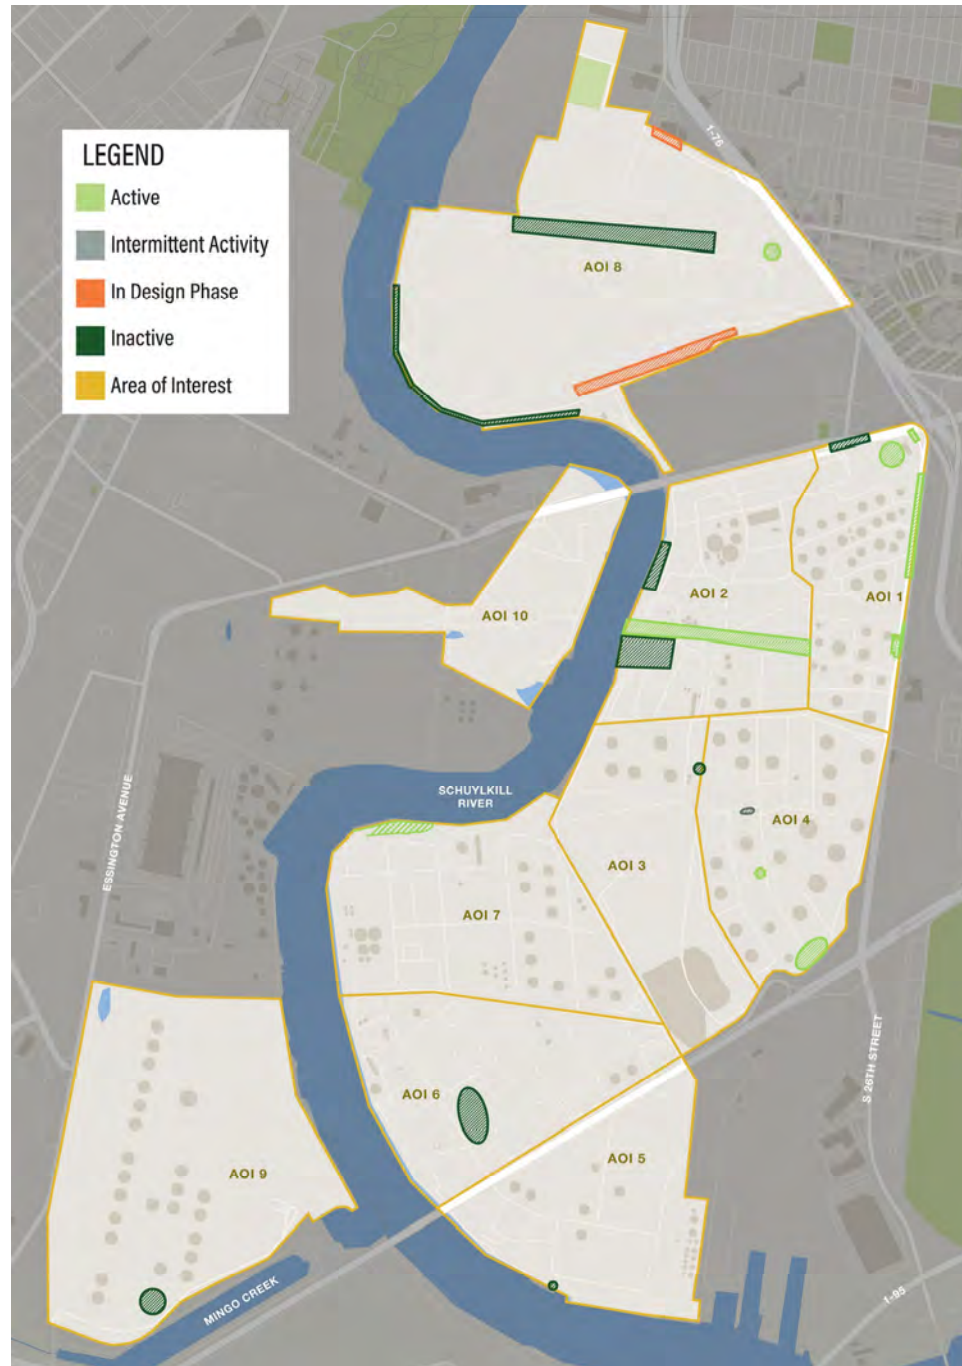 LEGEND
Active
Intermittent Activity
In Design Phase
Inactive
Area of Interest
I-76
AOI 8
AOI 1
AOI 2
AOI 10
SCHUYLKILL
RIVER
AOI 4
ESSINGTON AVENUE
AOI 3
AOI 7
S 26TH STREET
AOI 6
AOI 5
AOI 9
MINGO CREEK
I-95